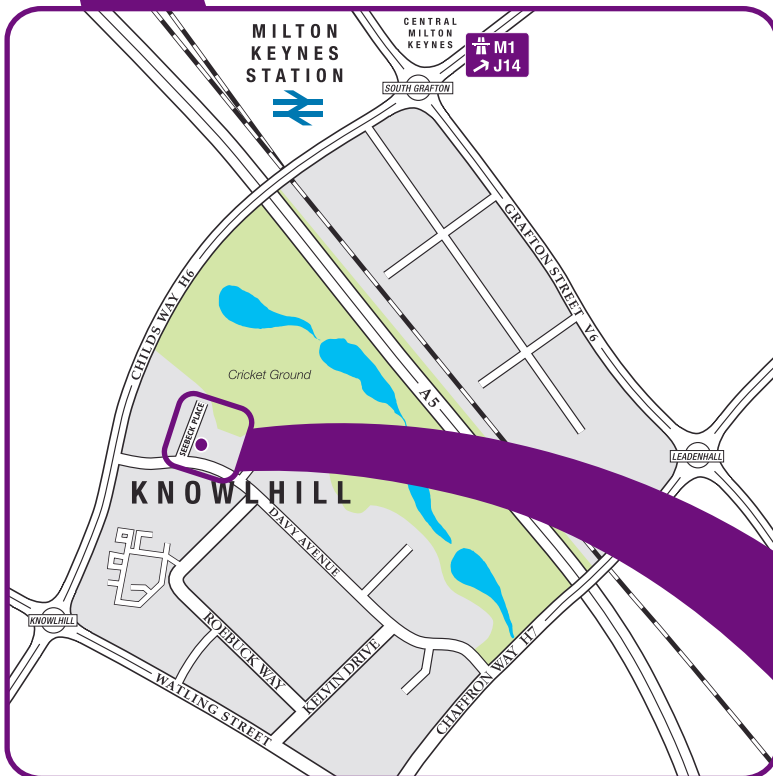 MILTON
KEYNES
STATION
CENTRAL
MILTON
KEYNES
M1
J14
SOUTH GRAFTON
GRAFTON STREET V6
CHILDS WAY H6
Cricket Ground
A5
SEEBECK PLACE
LEADENHALL
KNOWLHILL
DAVY AVENUE
KNOWLHILL
ROEBUCK WAY
KELVIN DRIVE
CHAFFRON WAY H7
WATLING STREET